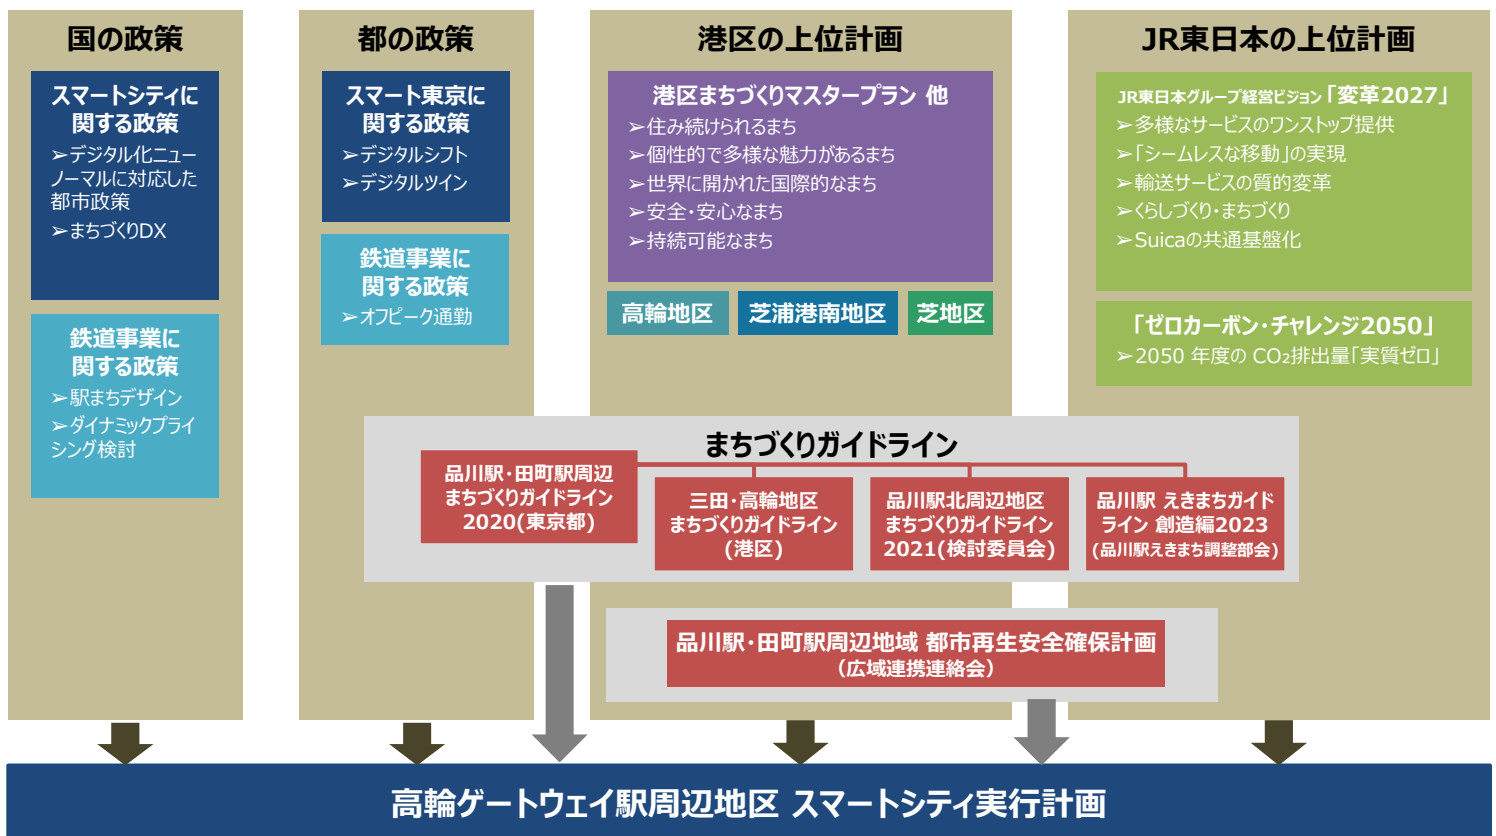 国の政策
スマートシティに
関する政策
➢デジタル化ニュー
ノーマルに対応した
都市政策
➢まちづくりDX
鉄道事業に
関する政策
➢駅まちデザイン
➢ダイナミックプライ
シング検討
都の政策
スマート東京に
関する政策
➢デジタルシフト
➢デジタルツイン
鉄道事業に
関する政策
➢オフピーク通勤
港区の上位計画
港区まちづくりマスタープラン 他
➢住み続けられるまち
➢個性的で多様な魅力があるまち
➢世界に開かれた国際的なまち
➢安全・安心なまち
➢持続可能なまち
高輪地区
芝浦港南地区
芝地区
JR東日本の上位計画
JR東日本グループ経営ビジョン「変革2027」
➢多様なサービスのワンストップ提供
➢「シームレスな移動」の実現
➢輸送サービスの質的変革
➢くらしづくり・まちづくり
➢Suicaの共通基盤化
「ゼロカーボン・チャレンジ2050」
➢2050 年度の CO₂排出量「実質ゼロ」
まちづくりガイドライン
品川駅・田町駅周辺
まちづくりガイドライン
2020(東京都)
三田・高輪地区
まちづくりガイドライン
(港区)
品川駅北周辺地区
まちづくりガイドライン
2021(検討委員会)
品川駅 えきまちガイド
ライン 創造編2023
(品川駅えきまち調整部会)
品川駅・田町駅周辺地域 都市再生安全確保計画
（広域連携連絡会）
高輪ゲートウェイ駅周辺地区 スマートシティ実行計画